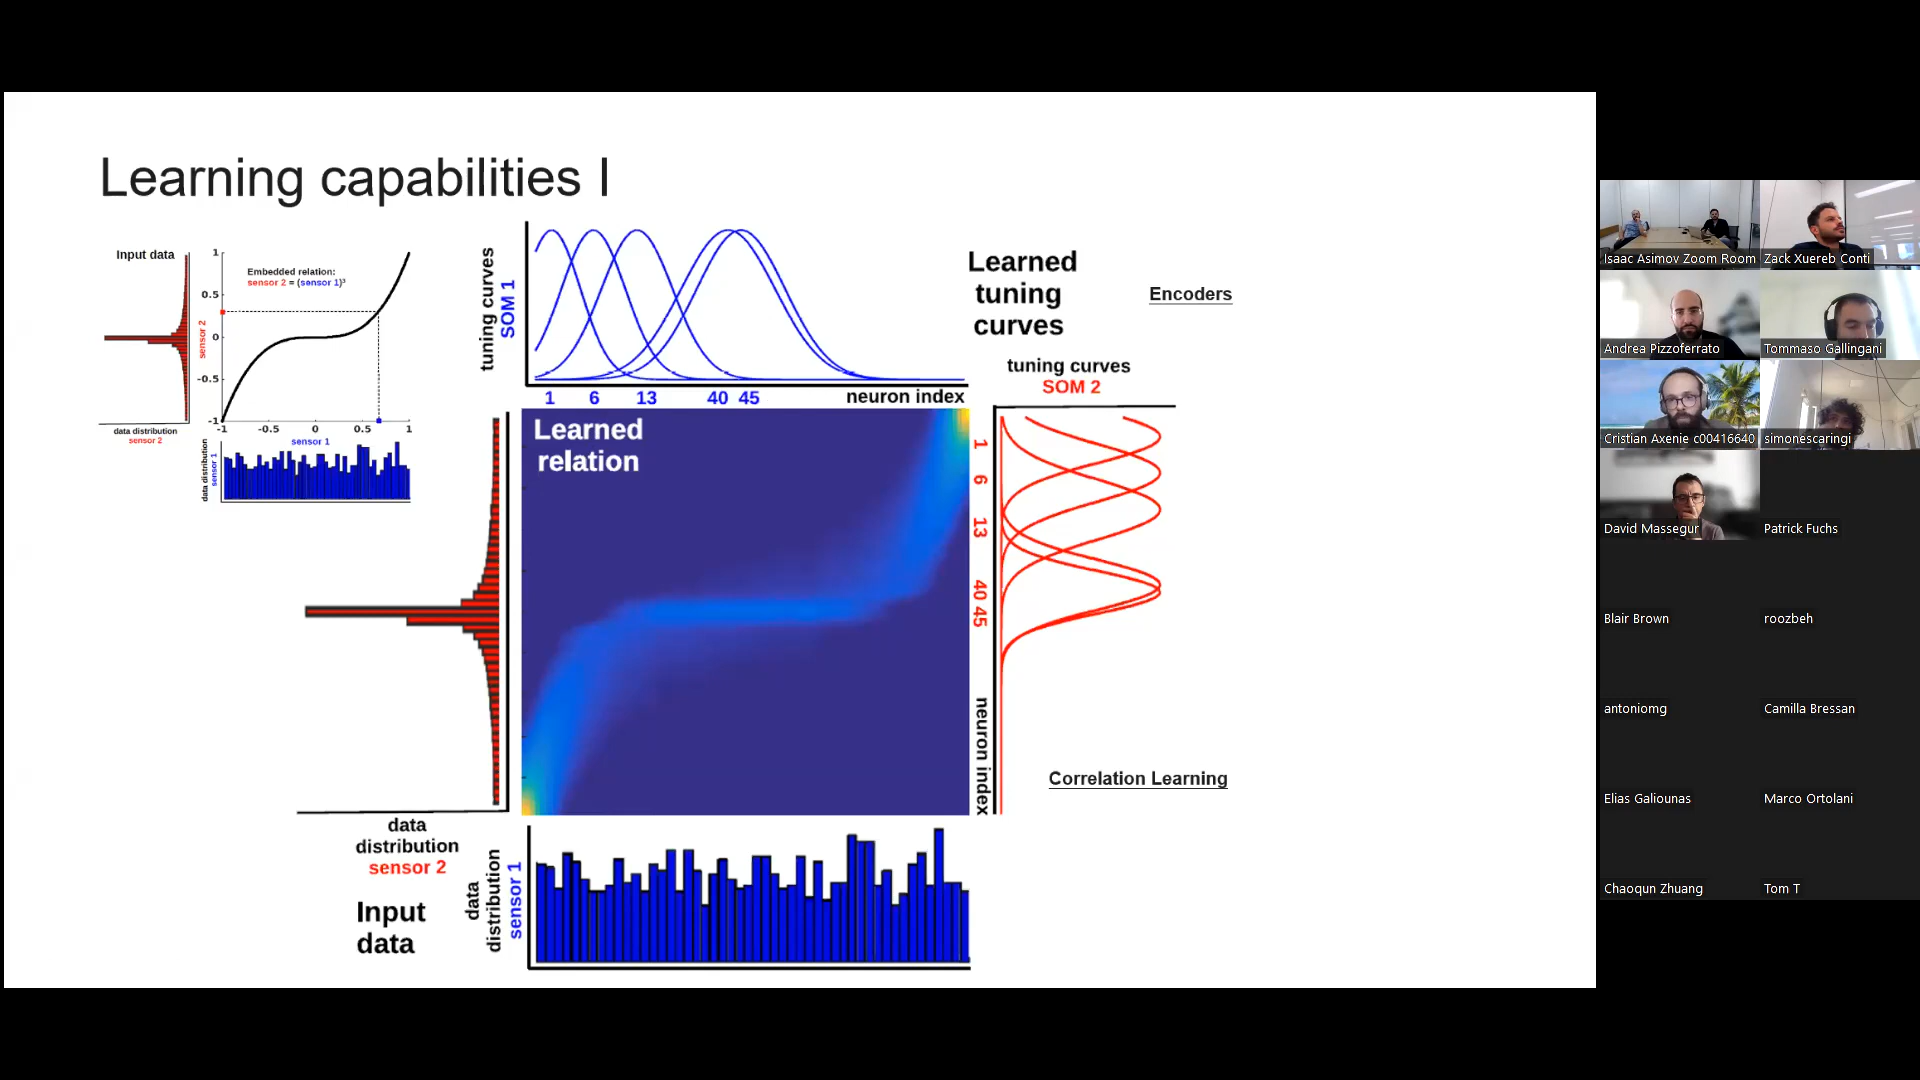 Learning capabilities I
Input data
Embedded relation:
sensor 2 = (sensor 1)³
1
0.5
0
-0.5
-1
sensor 2
-1
-0.5
0
0.5
1
sensor 1
data distribution
sensor 2
data distribution
sensor 1
tuning curves
SOM 1
1
6
13
40
45
neuron index
Learned
tuning
curves
Encoders
tuning curves
SOM 2
Learned
relation
1
6
13
40
45
neuron index
Correlation Learning
data
distribution
sensor 2
Input
data
data
distribution
sensor 1
Isaac Asimov Zoom Room
Zack Xuereb Conti
Andrea Pizzoferrato
Tommaso Gallingani
Cristian Axenie c00416640
simonescaringi
David Massegur
Patrick Fuchs
Blair Brown
roozbeh
antoniomg
Camilla Bressan
Elias Galiounas
Marco Ortolani
Chaoqun Zhuang
Tom T